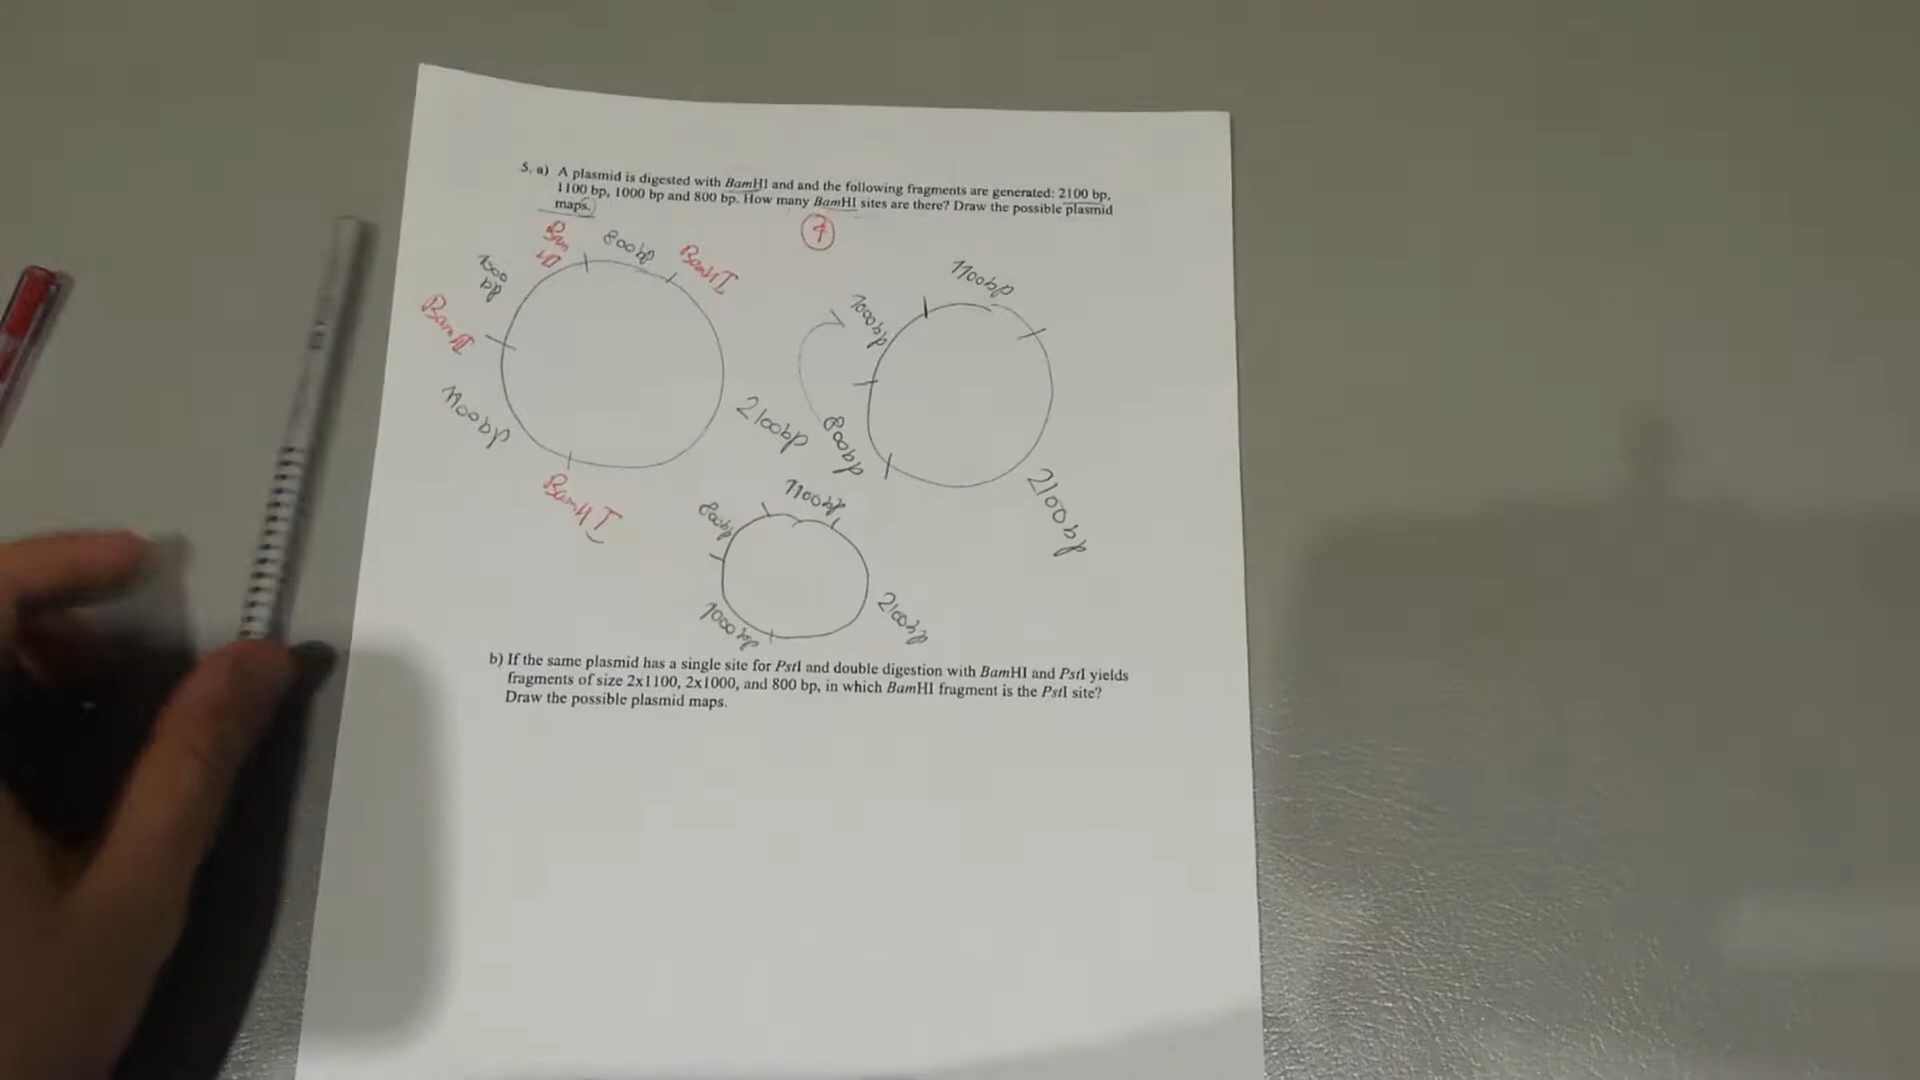 5. a) A plasmid is digested with BamHI and and the following fragments are generated: 2100 bp,
1100 bp, 1000 bp and 800 bp. How many BamHI sites are there? Draw the possible plasmid
maps.
4
Bam
HI
800bp
BamHI
1000
bp
BamHI
1100bp
BamHI
2100bp
1100bp
1000bp
800bp
2100bp
1100bp
800bp
1000bp
2100bp
b) If the same plasmid has a single site for PstI and double digestion with BamHI and PstI yields
fragments of size 2x1100, 2x1000, and 800 bp, in which BamHI fragment is the PstI site?
Draw the possible plasmid maps.